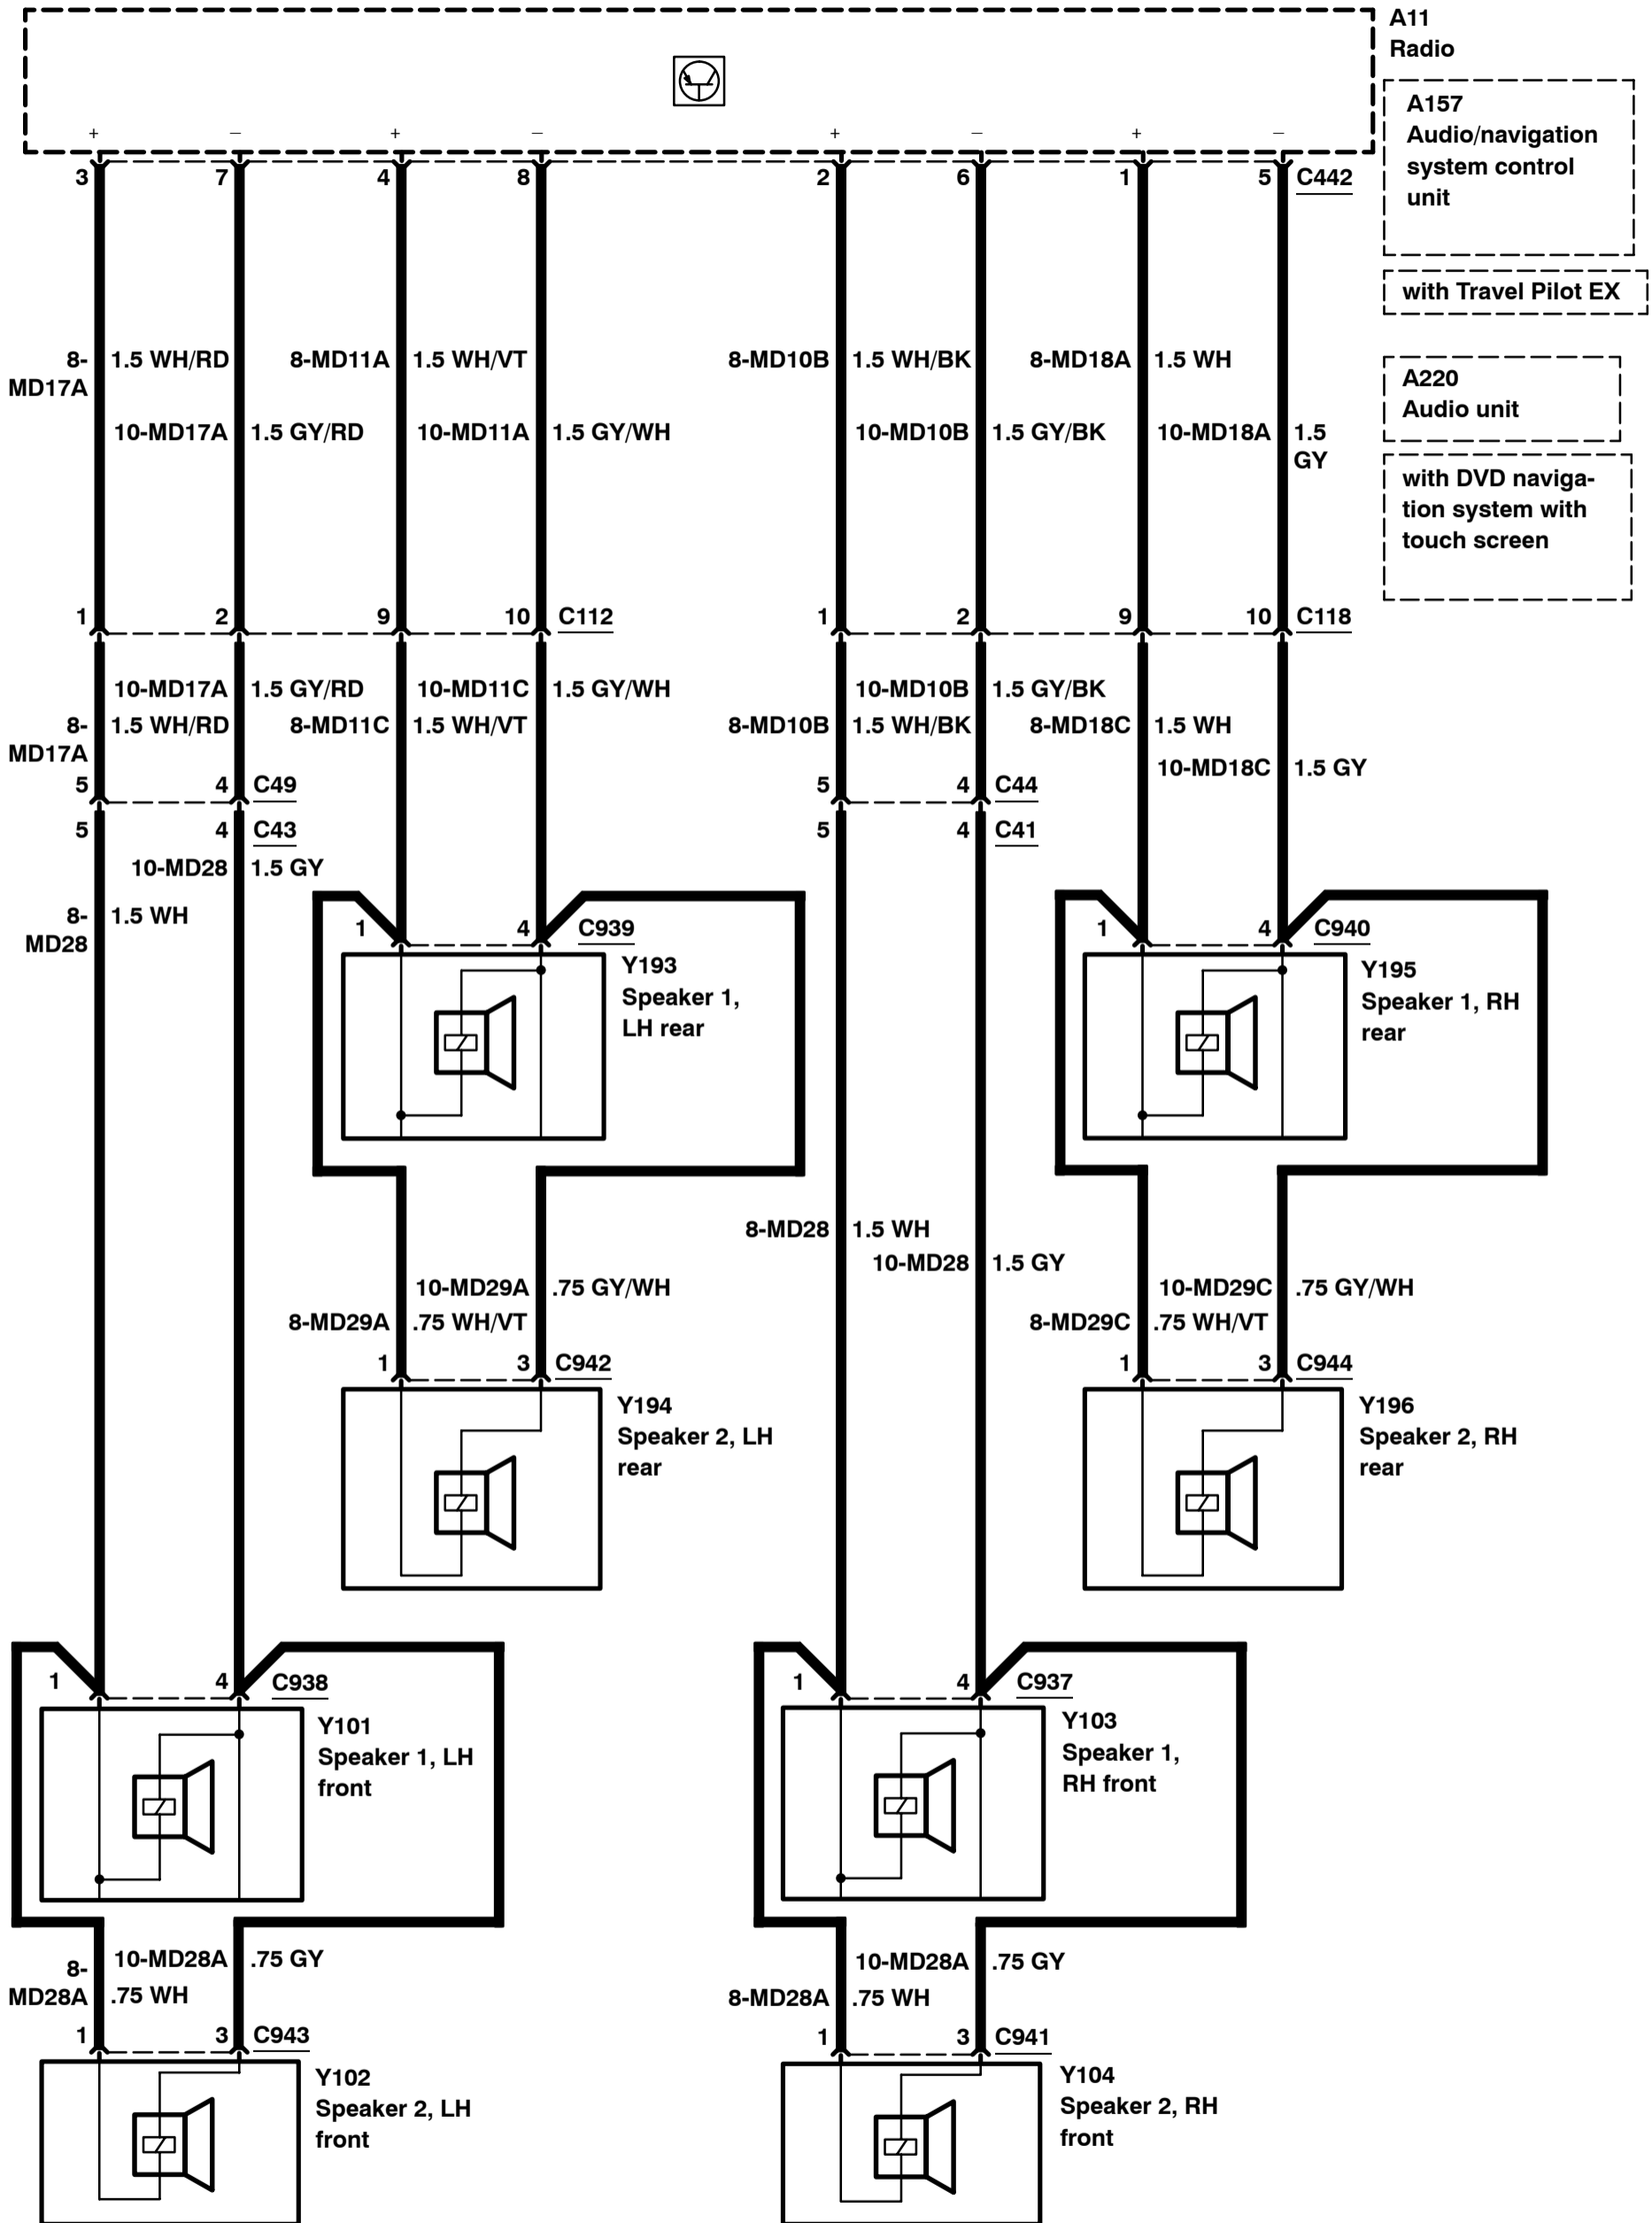 A11
Radio
A157
Audio/navigation
system control
unit
with Travel Pilot EX
A220
Audio unit
with DVD naviga-
tion system with
touch screen
+ – + – + – + –
3 7 4 8 2 6 1 5 C442
8- 1.5 WH/RD 8-MD11A 1.5 WH/VT 8-MD10B 1.5 WH/BK 8-MD18A 1.5 WH
MD17A
10-MD17A 1.5 GY/RD 10-MD11A 1.5 GY/WH 10-MD10B 1.5 GY/BK 10-MD18A 1.5
GY
1 2 9 10 C112 1 2 9 10 C118
10-MD17A 1.5 GY/RD 10-MD11C 1.5 GY/WH 10-MD10B 1.5 GY/BK
8- 1.5 WH/RD 8-MD11C 1.5 WH/VT 8-MD10B 1.5 WH/BK 8-MD18C 1.5 WH
MD17A
10-MD18C 1.5 GY
5 4 C49 5 4 C44
5 4 C43 5 4 C41
10-MD28 1.5 GY
8- 1.5 WH
MD28
1 4 C939 1 4 C940
Y193
Speaker 1,
LH rear
Y195
Speaker 1, RH
rear
8-MD28 1.5 WH
10-MD28 1.5 GY
10-MD29A .75 GY/WH 10-MD29C .75 GY/WH
8-MD29A .75 WH/VT 8-MD29C .75 WH/VT
1 3 C942 1 3 C944
Y194
Speaker 2, LH
rear
Y196
Speaker 2, RH
rear
1 4 C938 1 4 C937
Y101
Speaker 1, LH
front
Y103
Speaker 1,
RH front
10-MD28A .75 GY 10-MD28A .75 GY
8-
MD28A .75 WH 8-MD28A .75 WH
1 3 C943 1 3 C941
Y102
Speaker 2, LH
front
Y104
Speaker 2, RH
front